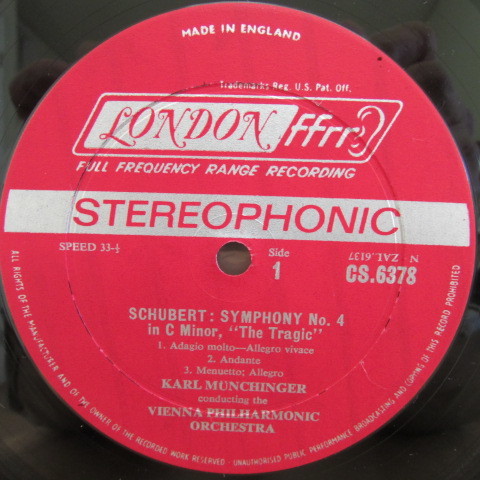 MADE IN ENGLAND
Trademarks Reg. U.S. Pat. Off.
LONDON ffrr
FULL FREQUENCY RANGE RECORDING
STEREOPHONIC
SPEED 33-⅓
Side
1
N ZAL.6137
CS.6378
SCHUBERT: SYMPHONY No. 4
in C Minor, "The Tragic"
1. Adagio molto—Allegro vivace
2. Andante
3. Menuetto; Allegro
KARL MUNCHINGER
conducting the
VIENNA PHILHARMONIC
ORCHESTRA
ALL RIGHTS OF THE MANUFACTURER AND OF THE OWNER OF THE RECORDED WORK RESERVED · UNAUTHORISED PUBLIC PERFORMANCE BROADCASTING AND COPYING OF THIS RECORD PROHIBITED